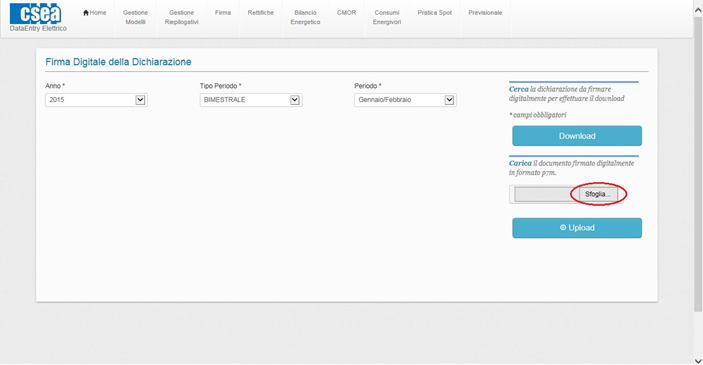 csea
DataEntry Elettrico
Home
Gestione
Modelli
Gestione
Riepilogativi
Firma
Rettifiche
Bilancio
Energetico
CMOR
Consumi
Energivori
Pratica Spot
Previsionale
Firma Digitale della Dichiarazione
Anno *
2015
Tipo Periodo *
BIMESTRALE
Periodo *
Gennaio/Febbraio
Cerca la dichiarazione da firmare
digitalmente per effettuare il download
* campi obbligatori
Download
Carica il documento firmato digitalmente
in formato p7m.
Sfoglia...
Upload